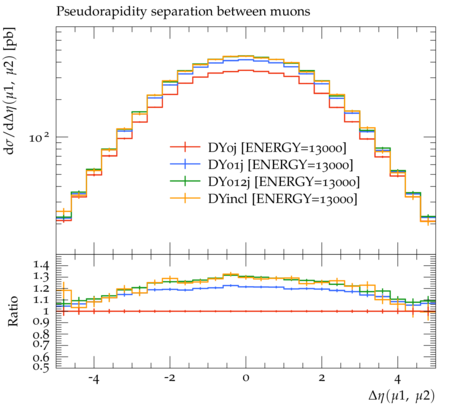 Pseudorapidity separation between muons
dσ/dΔη(μ1, μ2) [pb]
10²
DY0j [ENERGY=13000]
DY01j [ENERGY=13000]
DY012j [ENERGY=13000]
DYincl [ENERGY=13000]
Ratio
1.4
1.3
1.2
1.1
1
0.9
0.8
0.7
0.6
0.5
-4 -2 0 2 4
Δη(μ1, μ2)